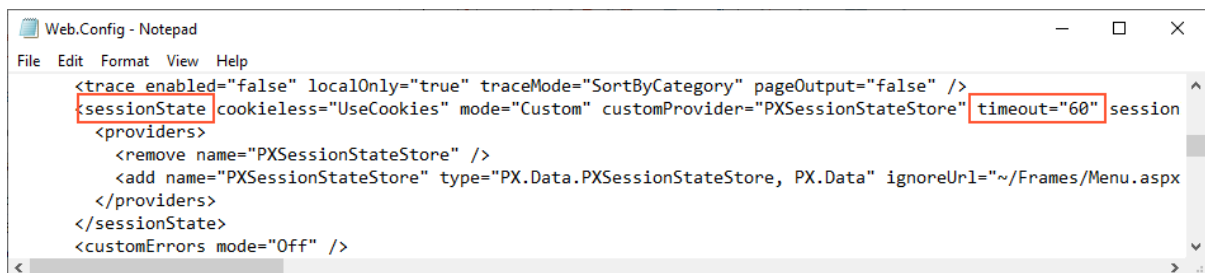 Web.Config - Notepad
File Edit Format View Help
<trace enabled="false" localOnly="true" traceMode="SortByCategory" pageOutput="false" />
<sessionState cookieless="UseCookies" mode="Custom" customProvider="PXSessionStateStore" timeout="60" session
<providers>
<remove name="PXSessionStateStore" />
<add name="PXSessionStateStore" type="PX.Data.PXSessionStateStore, PX.Data" ignoreUrl="~/Frames/Menu.aspx
</providers>
</sessionState>
<customErrors mode="Off" />